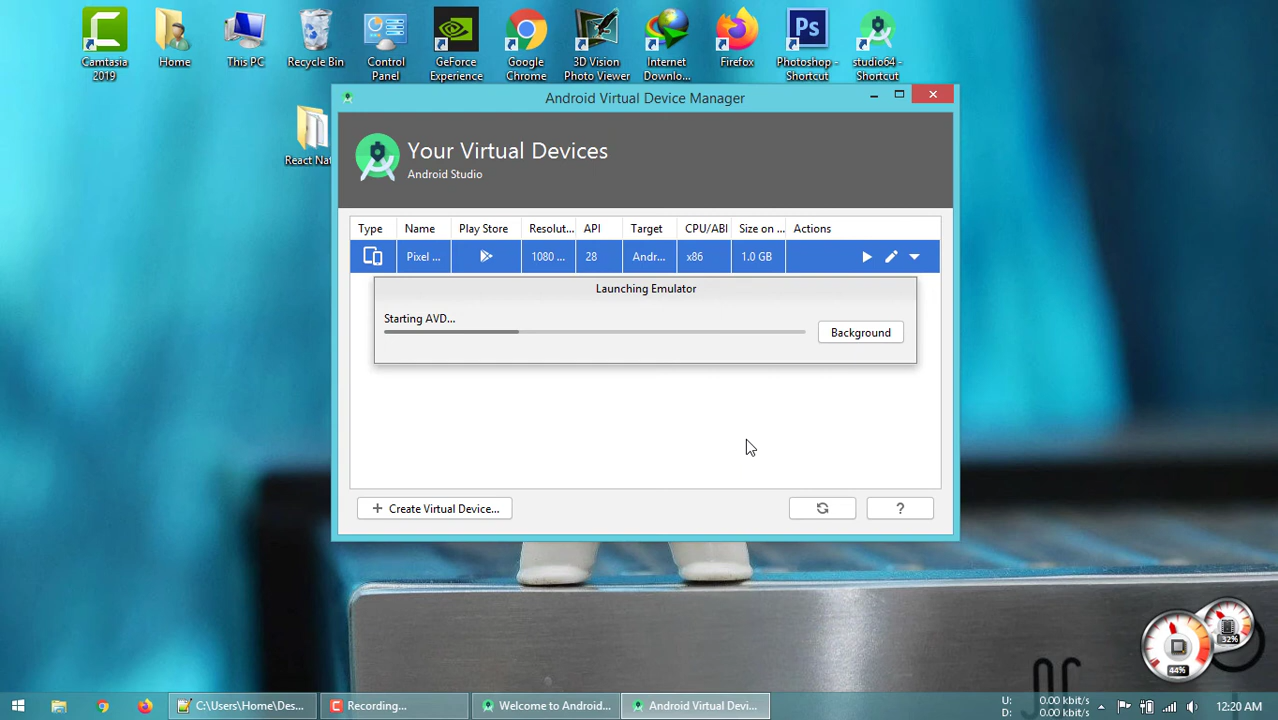 Camtasia 2019
Home
This PC
Recycle Bin
Control Panel
GeForce Experience
Google Chrome
3D Vision Photo Viewer
Internet Downlo...
Firefox
Ps
Photoshop - Shortcut
studio64 - Shortcut
React Nat
Android Virtual Device Manager
Your Virtual Devices
Android Studio
Type Name Play Store Resolut... API Target CPU/ABI Size on ... Actions
Pixel ... 1080 ... 28 Andr... x86 1.0 GB
Launching Emulator
Starting AVD...
Background
+ Create Virtual Device...
?
32%
44%
C:\Users\Home\Des...
Recording...
Welcome to Android...
Android Virtual Devi...
U: 0.00 kbit/s
D: 0.00 kbit/s
12:20 AM